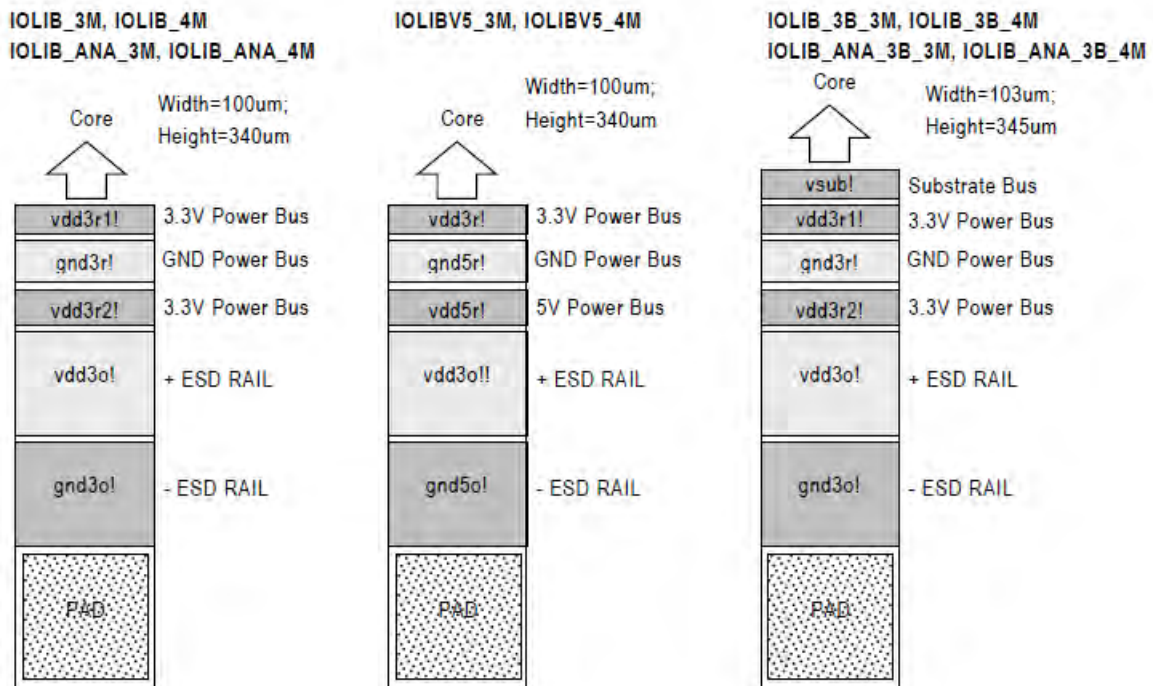 IOLIB_3M, IOLIB_4M
IOLIB_ANA_3M, IOLIB_ANA_4M
Core
Width=100um;
Height=340um
vdd3r1!
3.3V Power Bus
gnd3r!
GND Power Bus
vdd3r2!
3.3V Power Bus
vdd3o!
+ ESD RAIL
gnd3o!
- ESD RAIL
PAD
IOLIBV5_3M, IOLIBV5_4M
Core
Width=100um;
Height=340um
vdd3r!
3.3V Power Bus
gnd5r!
GND Power Bus
vdd5r!
5V Power Bus
vdd3o!!
+ ESD RAIL
gnd5o!
- ESD RAIL
PAD
IOLIB_3B_3M, IOLIB_3B_4M
IOLIB_ANA_3B_3M, IOLIB_ANA_3B_4M
Core
Width=103um;
Height=345um
vsub!
Substrate Bus
vdd3r1!
3.3V Power Bus
gnd3r!
GND Power Bus
vdd3r2!
3.3V Power Bus
vdd3o!
+ ESD RAIL
gnd3o!
- ESD RAIL
PAD